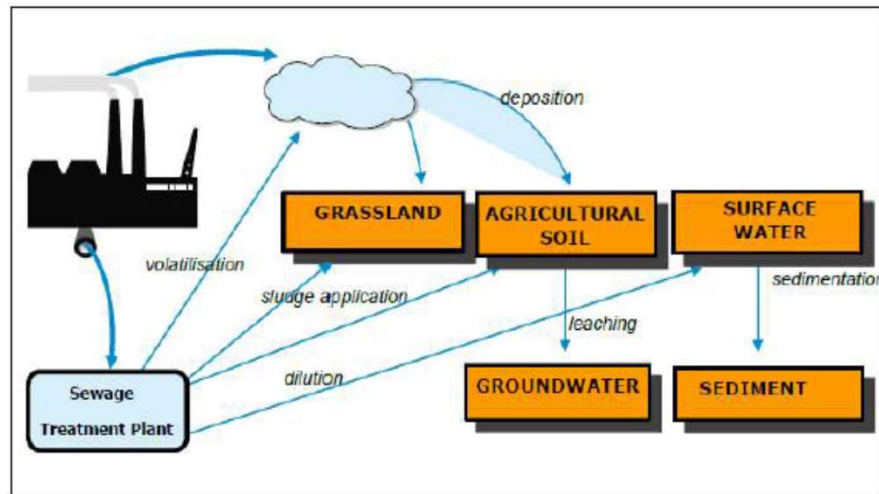 deposition
GRASSLAND
AGRICULTURAL
SOIL
SURFACE
WATER
volatilisation
sludge application
sedimentation
leaching
dilution
GROUNDWATER
SEDIMENT
Sewage
Treatment Plant